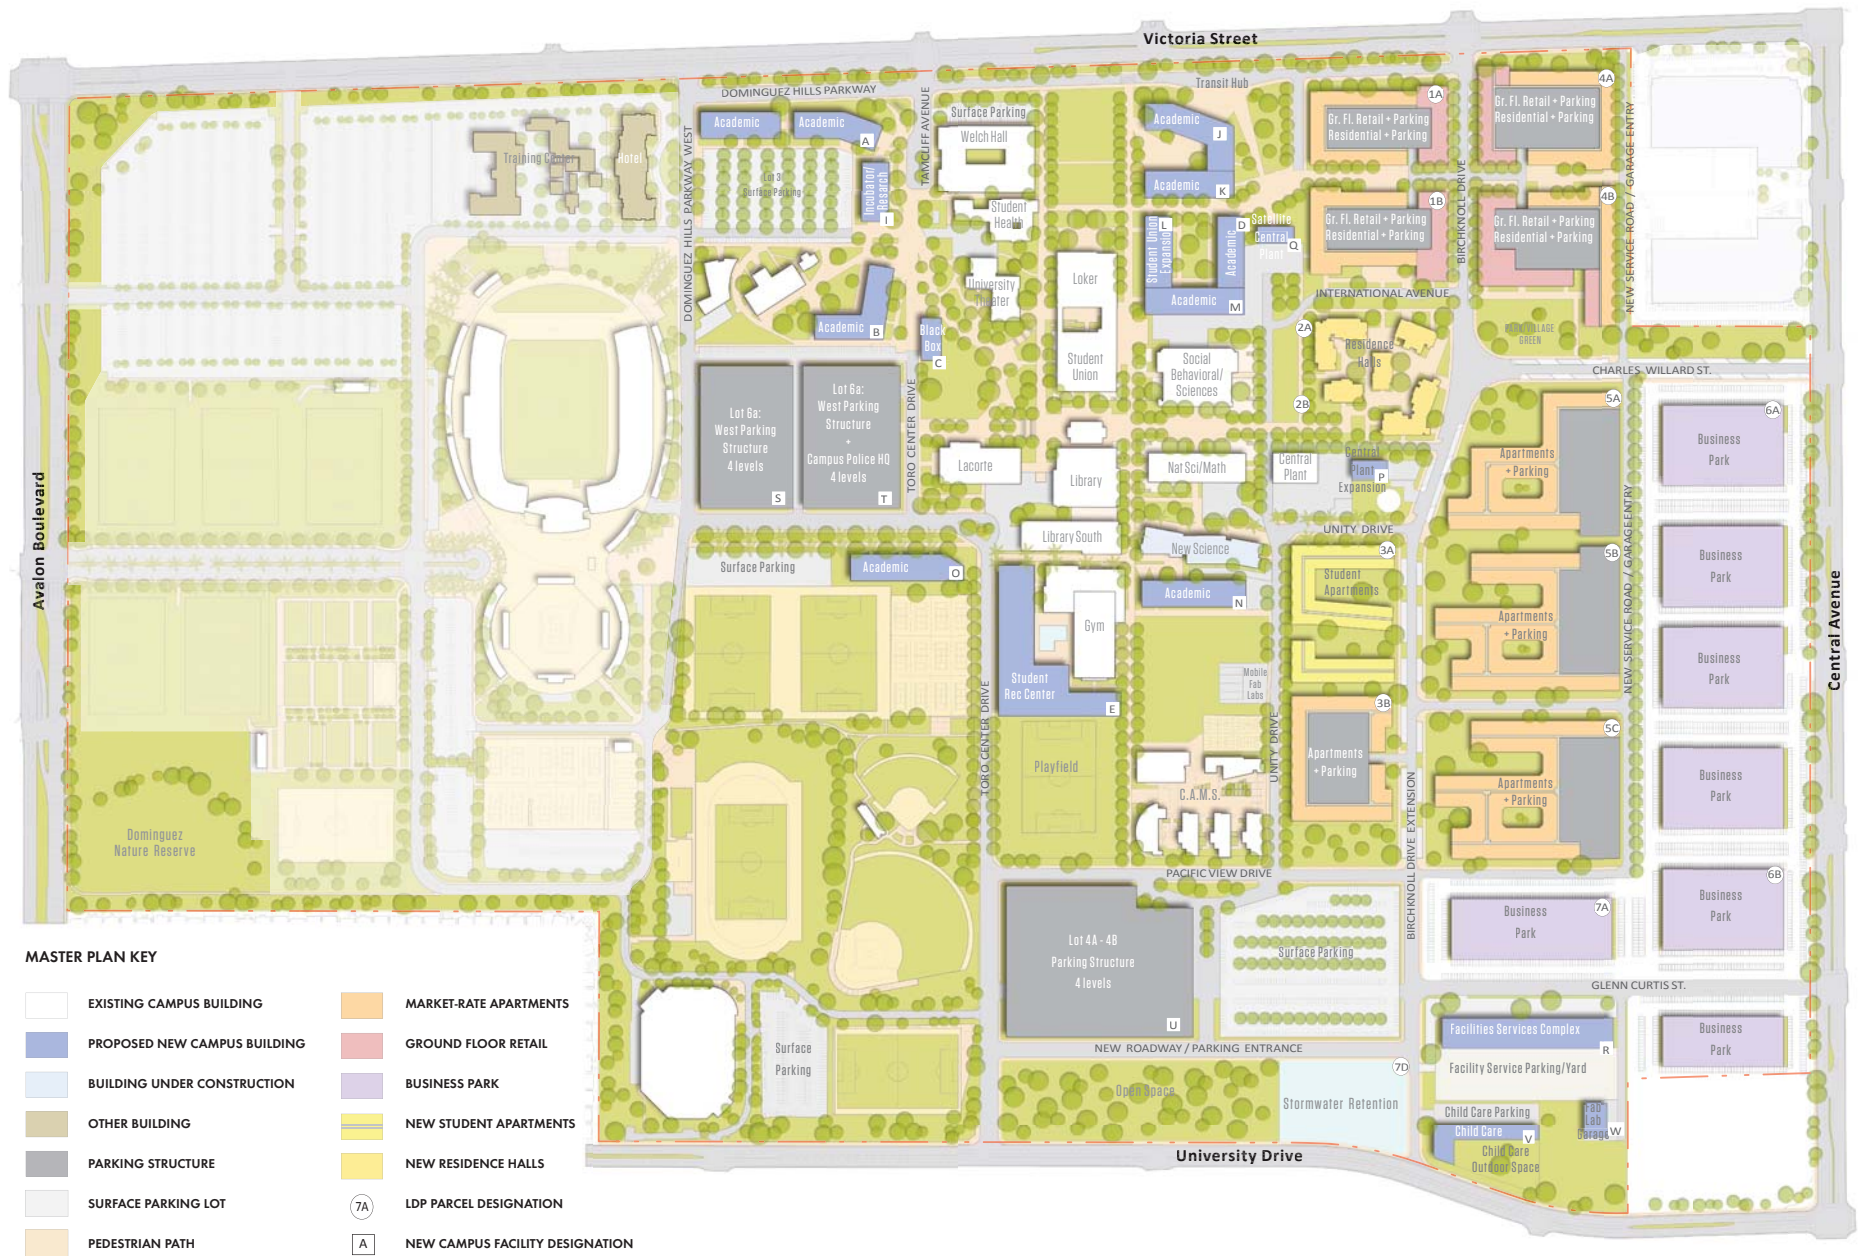 Victoria Street
Transit Hub
DOMINGUEZ HILLS PARKWAY
TAMCLIFF AVENUE
DOMINGUEZ HILLS PARKWAY WEST
Academic
Academic
A
Surface Parking
Welch Hall
Academic
J
Academic
K
1A
Gr. Fl. Retail + Parking
Residential + Parking
4A
Gr. Fl. Retail + Parking
Residential + Parking
Training Center
Hotel
Lot 3
Surface Parking
Incubator/
Research
I
Student
Health
Student Union
Expansion
L
D
Academic
Satellite
Central
Plant
Q
1B
Gr. Fl. Retail + Parking
Residential + Parking
BIRCHKNOLL DRIVE
4B
Gr. Fl. Retail + Parking
Residential + Parking
NEW SERVICE ROAD / GARAGE ENTRY
University
Theater
Loker
Student
Union
Academic
M
INTERNATIONAL AVENUE
Academic
B
Black
Box
C
2A
Residence
Halls
2B
PARK/VILLAGE
GREEN
CHARLES WILLARD ST.
Social
Behavioral/
Sciences
Lot 6a:
West Parking
Structure
4 levels
S
Lot 6a:
West Parking
Structure
+
Campus Police HQ
4 levels
T
TORO CENTER DRIVE
Lacorte
Library
Nat Sci/Math
Central
Plant
Central
Plant
Expansion
P
5A
Apartments
+ Parking
6A
Business
Park
Avalon Boulevard
Library South
New Science
UNITY DRIVE
NEW SERVICE ROAD / GARAGE ENTRY
Surface Parking
Academic
O
Academic
N
3A
Student
Apartments
5B
Apartments
+ Parking
Business
Park
Central Avenue
Gym
Student
Rec Center
E
Mobile
Fab
Labs
Business
Park
TORO CENTER DRIVE
UNITY DRIVE
3B
Apartments
+ Parking
5C
Apartments
+ Parking
Business
Park
Playfield
C.A.M.S.
BIRCHKNOLL DRIVE EXTENSION
Dominguez
Nature Reserve
PACIFIC VIEW DRIVE
6B
Business
Park
7A
Business
Park
Lot 4A - 4B
Parking Structure
4 levels
U
Surface Parking
GLENN CURTIS ST.
Surface
Parking
NEW ROADWAY / PARKING ENTRANCE
Facilities Services Complex
R
Business
Park
Facility Service Parking/Yard
7D
Open Space
Stormwater Retention
Child Care Parking
Child Care
V
Fab
Lab
Garage
W
Child Care
Outdoor Space
University Drive
MASTER PLAN KEY
EXISTING CAMPUS BUILDING
PROPOSED NEW CAMPUS BUILDING
BUILDING UNDER CONSTRUCTION
OTHER BUILDING
PARKING STRUCTURE
SURFACE PARKING LOT
PEDESTRIAN PATH
MARKET-RATE APARTMENTS
GROUND FLOOR RETAIL
BUSINESS PARK
NEW STUDENT APARTMENTS
NEW RESIDENCE HALLS
7A
LDP PARCEL DESIGNATION
A
NEW CAMPUS FACILITY DESIGNATION